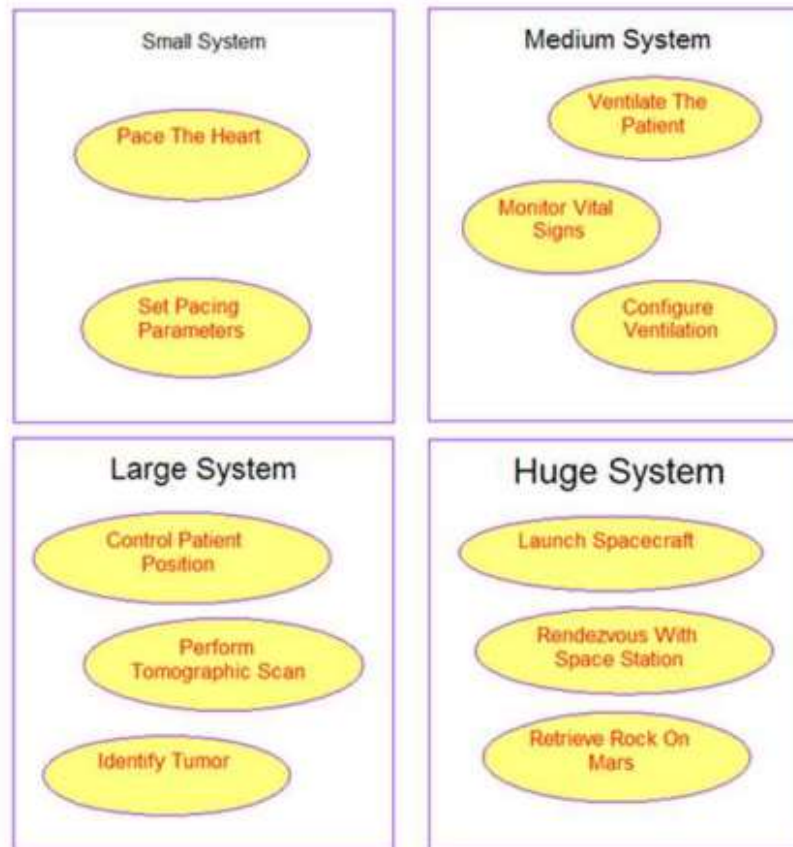 Small System
Pace The Heart
Set Pacing
Parameters
Medium System
Ventilate The
Patient
Monitor Vital
Signs
Configure
Ventilation
Large System
Control Patient
Position
Perform
Tomographic Scan
Identify Tumor
Huge System
Launch Spacecraft
Rendezvous With
Space Station
Retrieve Rock On
Mars